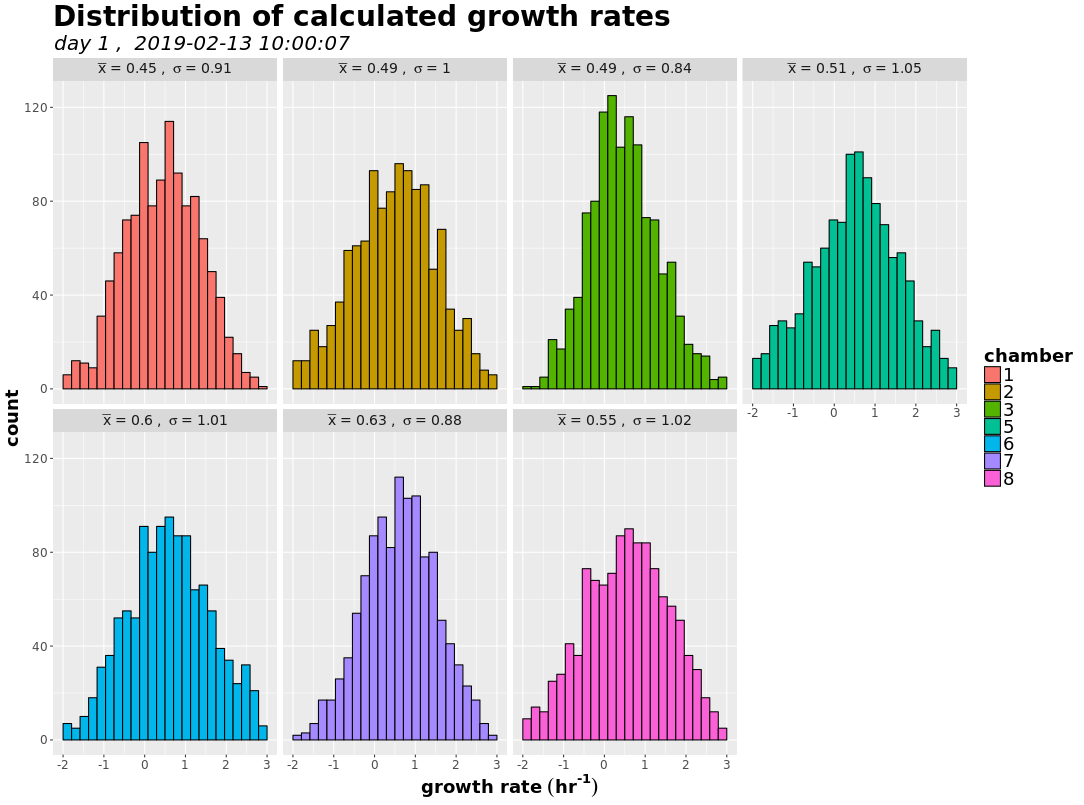 Distribution of calculated growth rates
day 1 ,  2019-02-13 10:00:07
x̅ = 0.45 ,  σ = 0.91
x̅ = 0.49 ,  σ = 1
x̅ = 0.49 ,  σ = 0.84
x̅ = 0.51 ,  σ = 1.05
120
80
40
0
-2 -1 0 1 2 3
x̅ = 0.6 ,  σ = 1.01
x̅ = 0.63 ,  σ = 0.88
x̅ = 0.55 ,  σ = 1.02
120
80
40
0
-2 -1 0 1 2 3
-2 -1 0 1 2 3
-2 -1 0 1 2 3
count
growth rate (hr⁻¹)
chamber
1
2
3
5
6
7
8